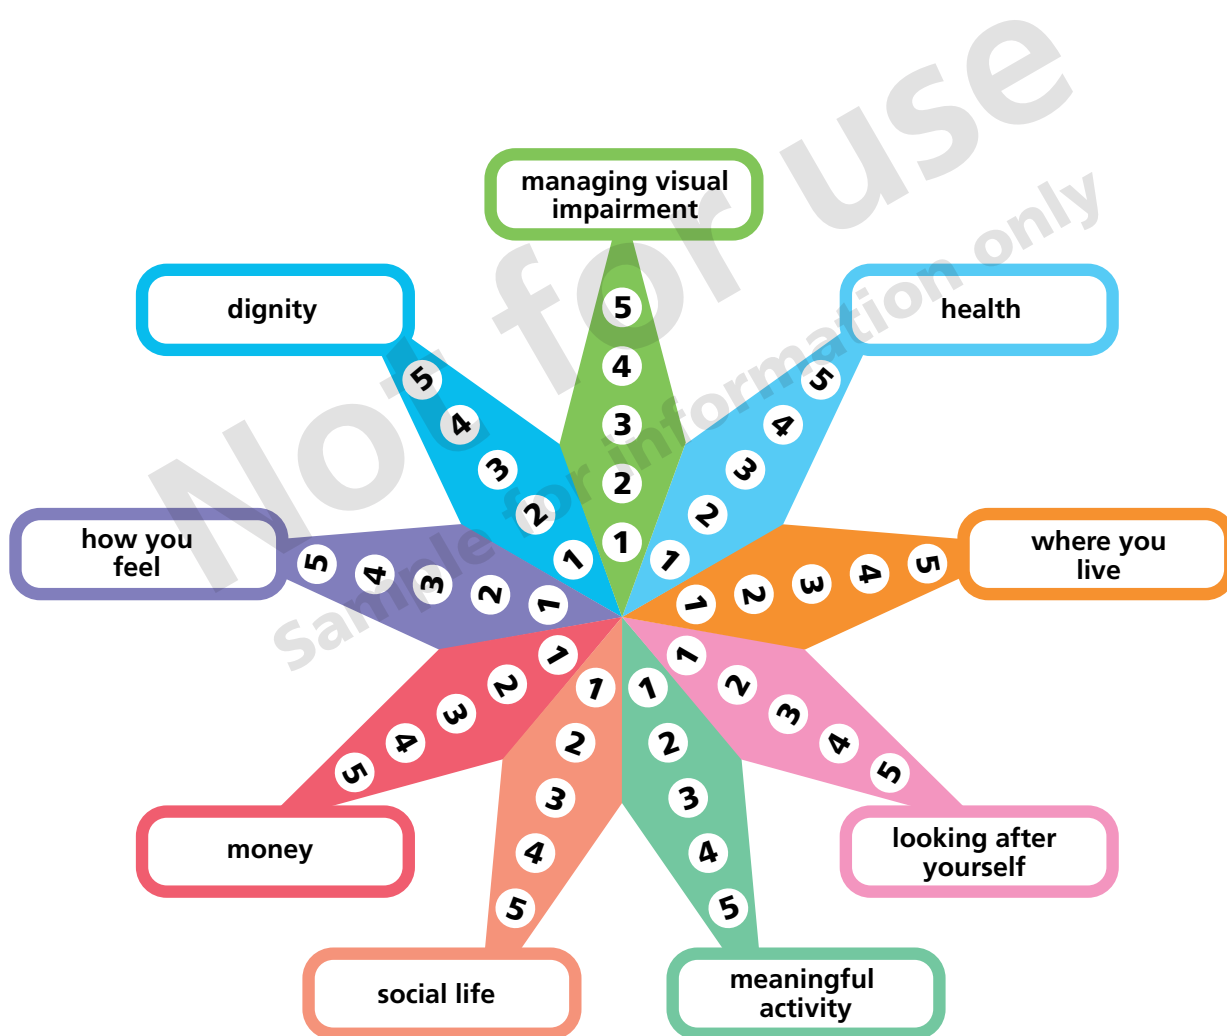 Not for use
Sample for information only
managing visual
impairment
health
where you
live
looking after
yourself
meaningful
activity
social life
money
how you
feel
dignity
5
4
3
2
1
5
4
3
2
1
1
2
3
4
5
1
2
3
4
5
1
2
3
4
5
1
2
3
4
5
1
2
3
4
5
5
4
3
2
1
5
4
3
2
1